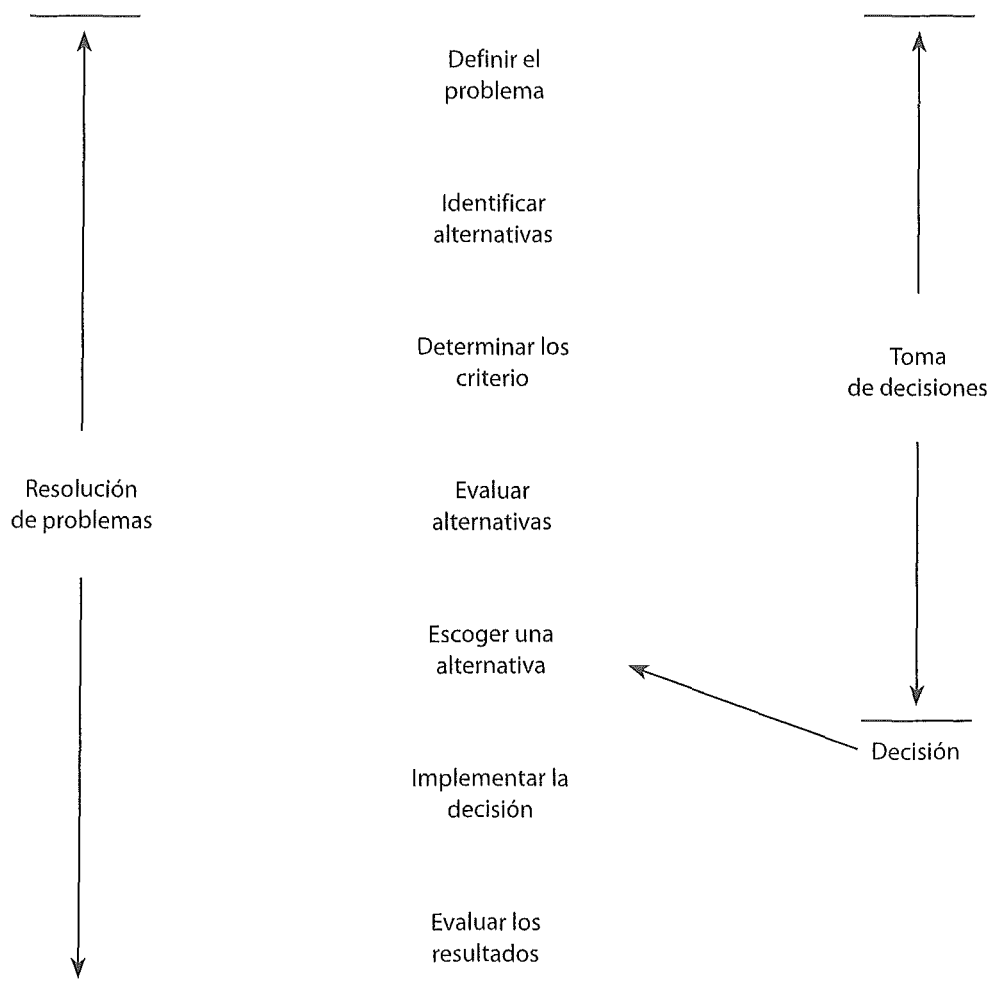 Definir el
problema
Identificar
alternativas
Determinar los
criterio
Toma
de decisiones
Resolución
de problemas
Evaluar
alternativas
Escoger una
alternativa
Decisión
Implementar la
decisión
Evaluar los
resultados